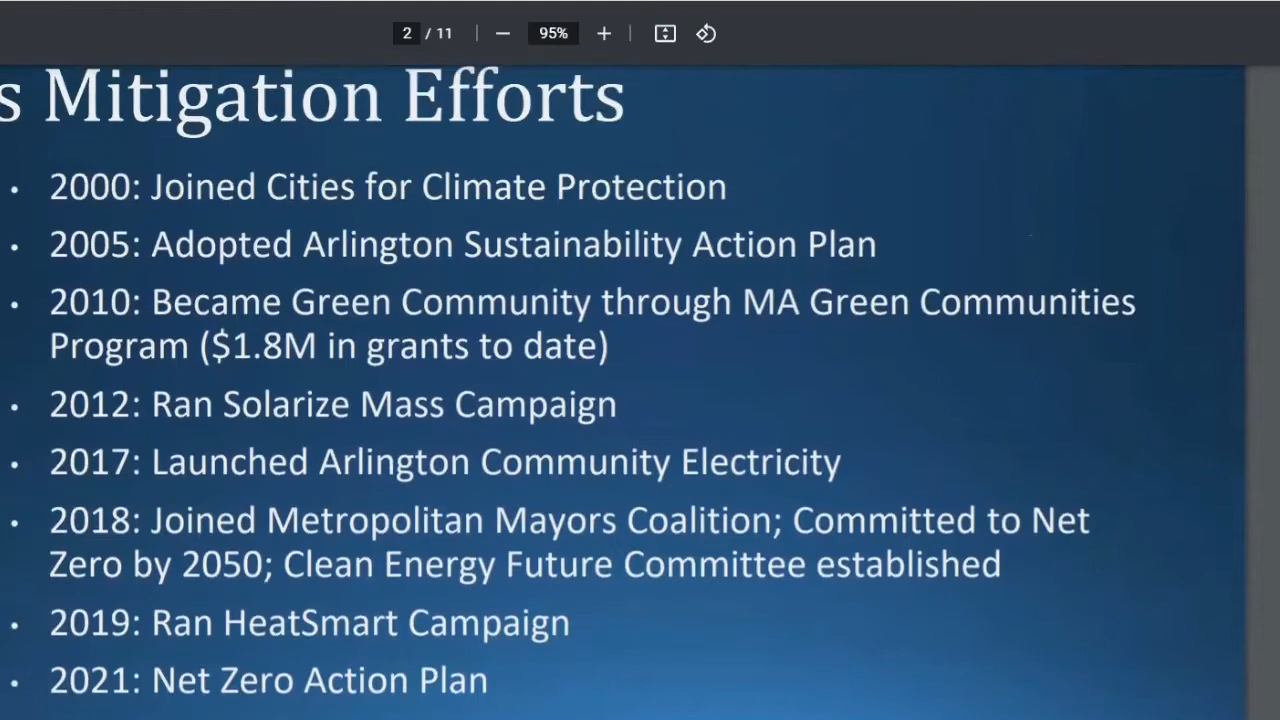 2 / 11 95%
s Mitigation Efforts
• 2000: Joined Cities for Climate Protection
• 2005: Adopted Arlington Sustainability Action Plan
• 2010: Became Green Community through MA Green Communities
Program ($1.8M in grants to date)
• 2012: Ran Solarize Mass Campaign
• 2017: Launched Arlington Community Electricity
• 2018: Joined Metropolitan Mayors Coalition; Committed to Net
Zero by 2050; Clean Energy Future Committee established
• 2019: Ran HeatSmart Campaign
• 2021: Net Zero Action Plan